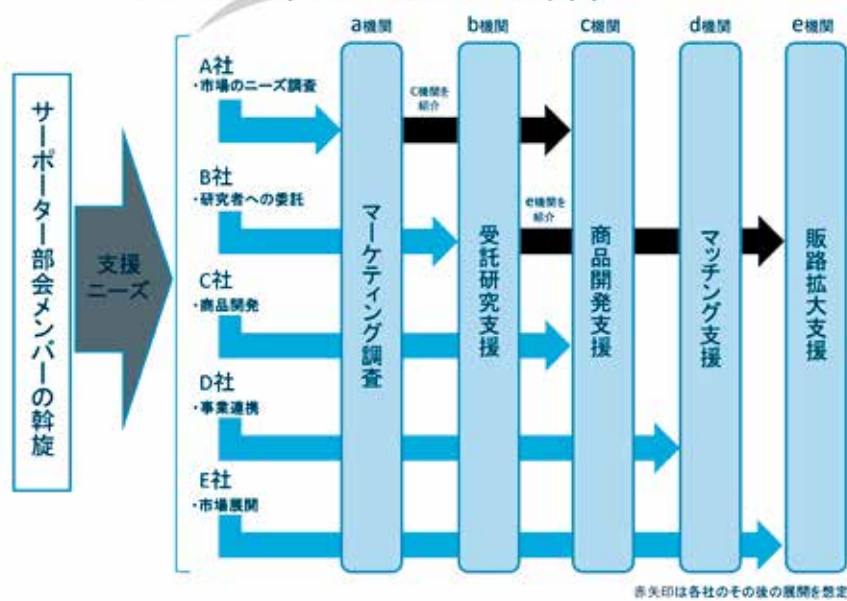 a機関
b機関
c機関
d機関
e機関
サーポーター部会メンバーの斡旋
支援
ニーズ
A社
・市場のニーズ調査
C機関を
紹介
B社
・研究者への委託
e機関を
紹介
C社
・商品開発
D社
・事業連携
E社
・市場展開
マーケティング調査
受託研究支援
商品開発支援
マッチング支援
販路拡大支援
赤矢印は各社のその後の展開を想定